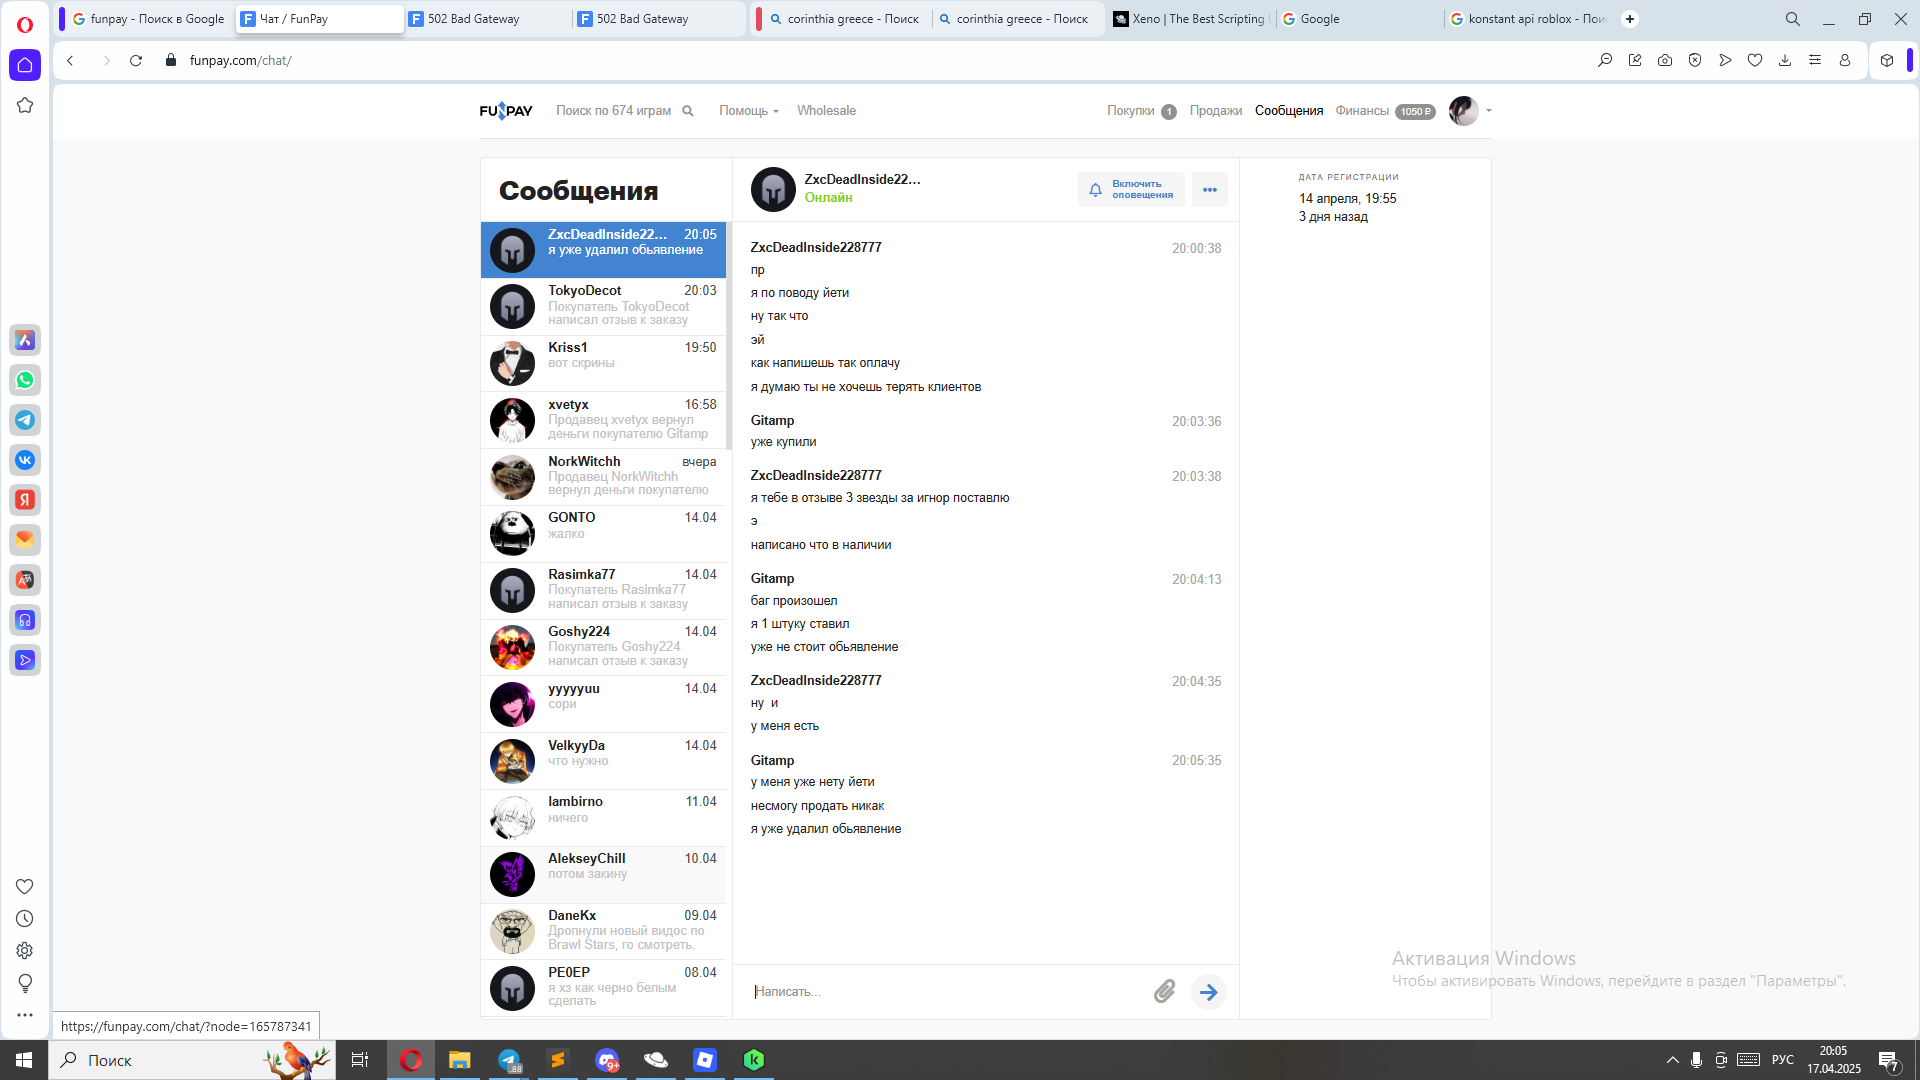 funpay - Поиск в Google
Чат / FunPay
502 Bad Gateway
502 Bad Gateway
corinthia greece - Поиск
corinthia greece - Поиск
Xeno | The Best Scripting
Google
konstant api roblox - Пои
funpay.com/chat/
FUNPAY
Поиск по 674 играм
Помощь
Wholesale
Покупки 1
Продажи
Сообщения
Финансы 1050 ₽
Сообщения
ZxcDeadInside22... 20:05
я уже удалил обьявление
TokyoDecot 20:03
Покупатель TokyoDecot
написал отзыв к заказу
Kriss1 19:50
вот скрины
xvetyx 16:58
Продавец xvetyx вернул
деньги покупателю Gitamp
NorkWitchh вчера
Продавец NorkWitchh
вернул деньги покупателю
GONTO 14.04
жалко
Rasimka77 14.04
Покупатель Rasimka77
написал отзыв к заказу
Goshy224 14.04
Покупатель Goshy224
написал отзыв к заказу
yyyyyuu 14.04
сори
VelkyyDa 14.04
что нужно
lambirno 11.04
ничего
AlekseyChill 10.04
потом закину
DaneKx 09.04
Дропнули новый видос по
Brawl Stars, го смотреть.
PE0EP 08.04
я хз как черно белым
сделать
ZxcDeadInside22...
Онлайн
Включить
оповещения
ZxcDeadInside228777 20:00:38
пр
я по поводу йети
ну так что
эй
как напишешь так оплачу
я думаю ты не хочешь терять клиентов
Gitamp 20:03:36
уже купили
ZxcDeadInside228777 20:03:38
я тебе в отзыве 3 звезды за игнор поставлю
э
написано что в наличии
Gitamp 20:04:13
баг произошел
я 1 штуку ставил
уже не стоит обьявление
ZxcDeadInside228777 20:04:35
ну и
у меня есть
Gitamp 20:05:35
у меня уже нету йети
несмогу продать никак
я уже удалил обьявление
Написать...
ДАТА РЕГИСТРАЦИИ
14 апреля, 19:55
3 дня назад
Активация Windows
Чтобы активировать Windows, перейдите в раздел "Параметры".
https://funpay.com/chat/?node=165787341
Поиск
88
9+
РУС
20:05
17.04.2025
7